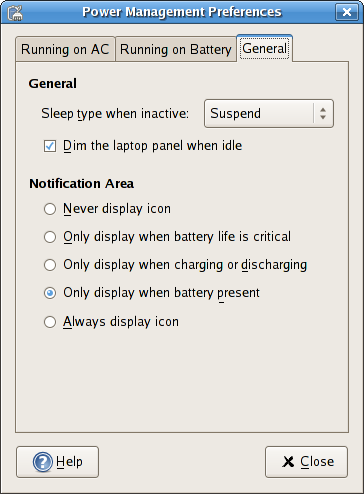 Power Management Preferences
Running on AC Running on Battery General
General
Sleep type when inactive: Suspend
Dim the laptop panel when idle
Notification Area
Never display icon
Only display when battery life is critical
Only display when charging or discharging
Only display when battery present
Always display icon
Help Close